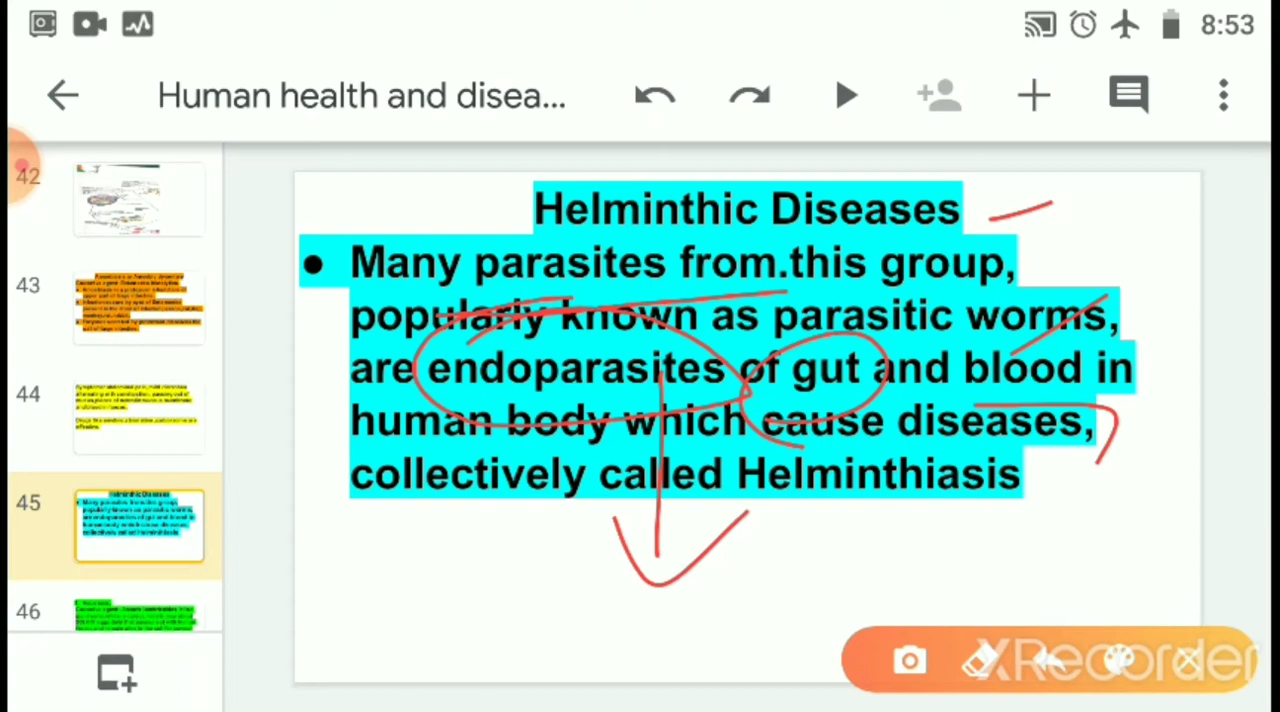 8:53
Human health and disea...
42
43
44
45
46
Helminthic Diseases
Helminthic Diseases
● Many parasites from.this group,
popularly known as parasitic worms,
are endoparasites of gut and blood in
human body which cause diseases,
collectively called Helminthiasis
XRecorder